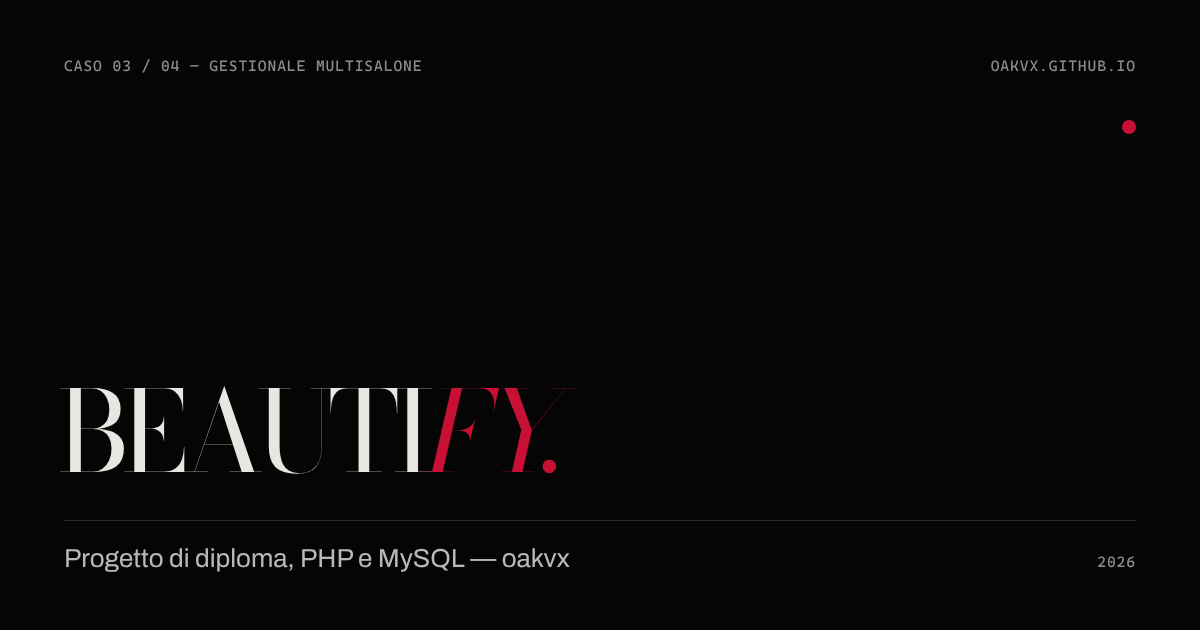 CASO 03 / 04 — GESTIONALE MULTISALONE
OAKVX.GITHUB.IO
BEAUTIFY.
Progetto di diploma, PHP e MySQL — oakvx
2026